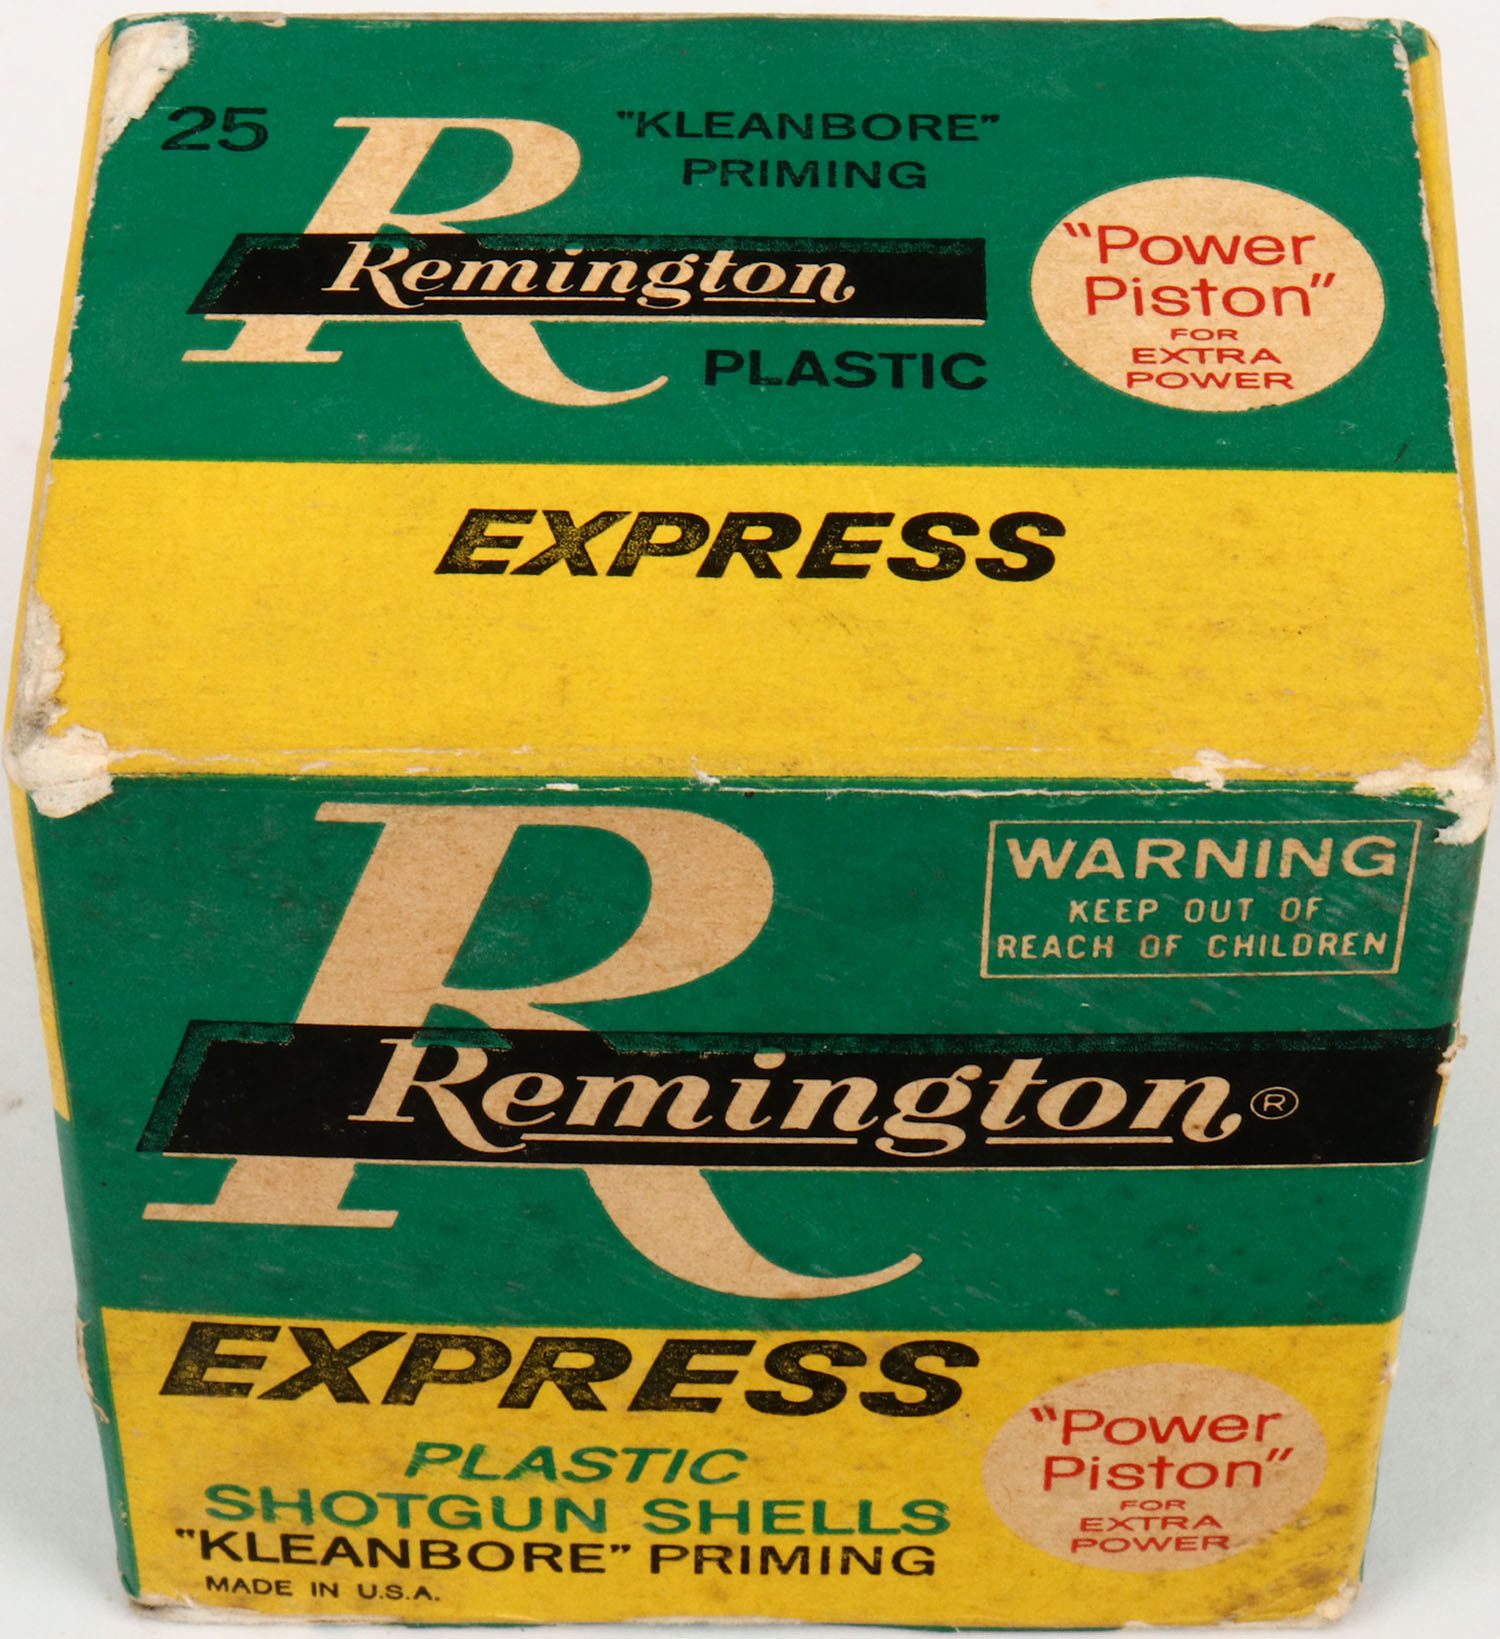 25
"KLEANBORE"
PRIMING
R
Remington
PLASTIC
"Power
Piston"
FOR
EXTRA
POWER
EXPRESS
R
WARNING
KEEP OUT OF
REACH OF CHILDREN
Remington®
EXPRESS
PLASTIC
SHOTGUN SHELLS
"KLEANBORE" PRIMING
MADE IN U.S.A.
"Power
Piston"
FOR
EXTRA
POWER